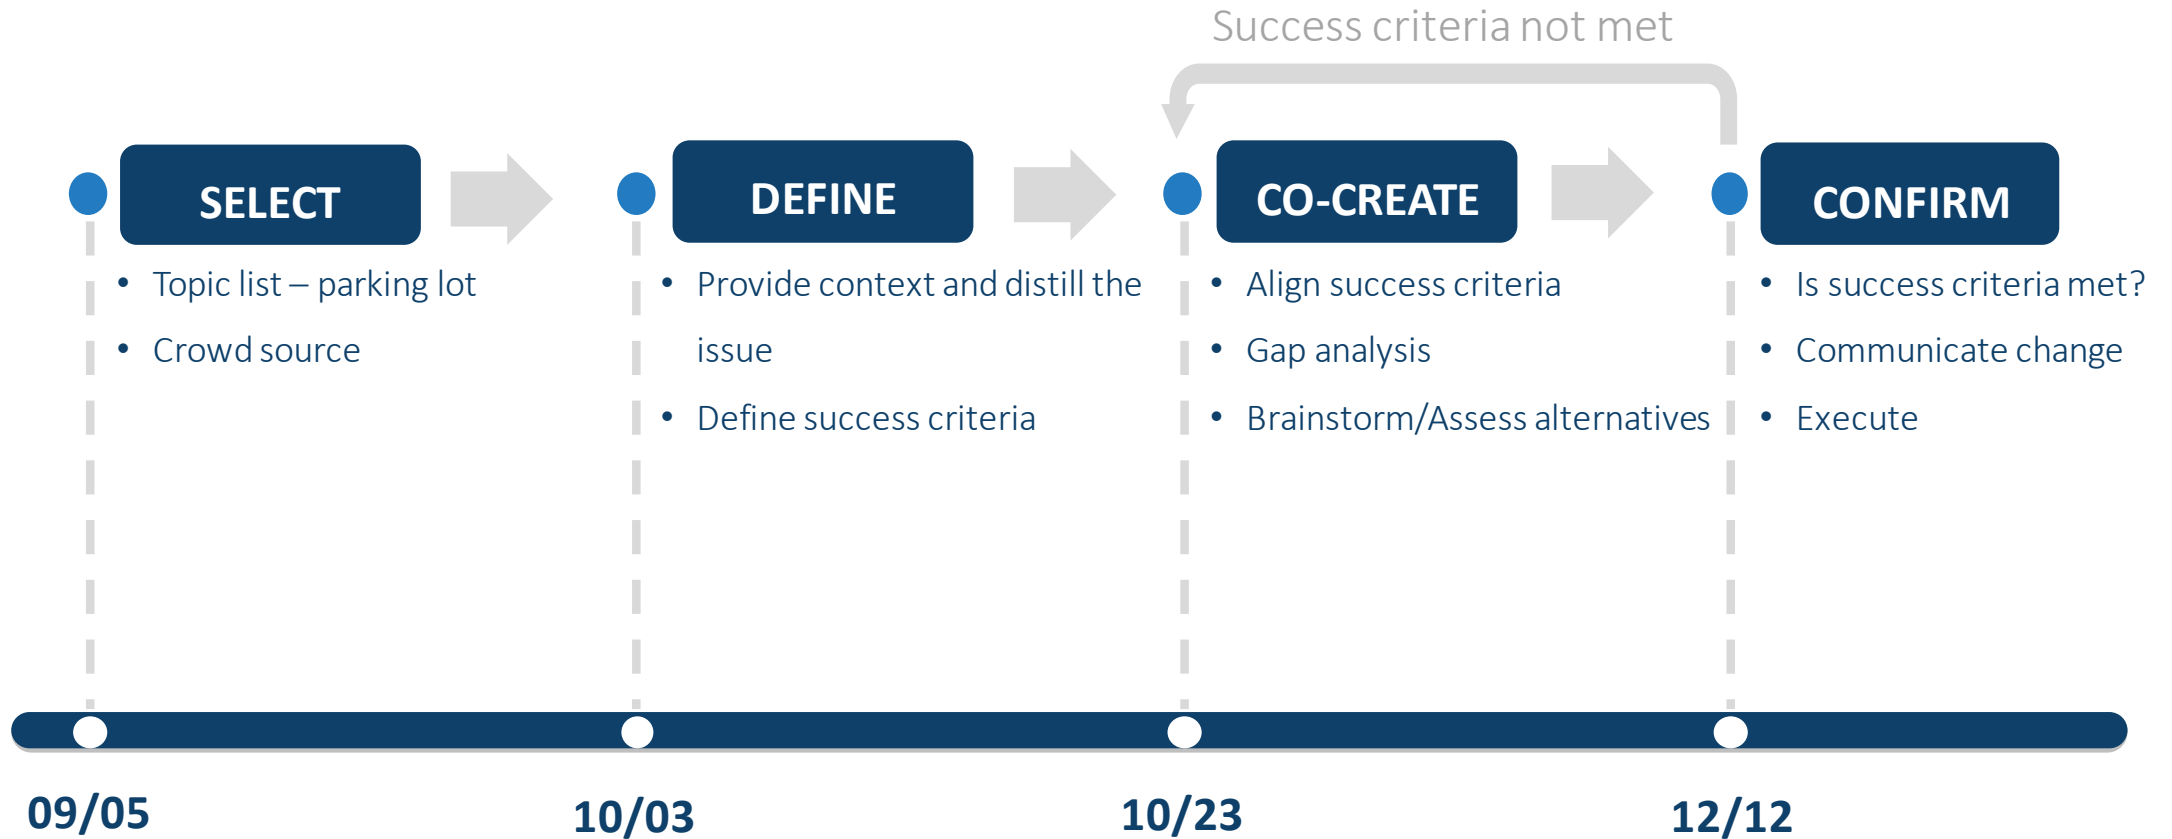 Success criteria not met
SELECT
• Topic list – parking lot
• Crowd source
DEFINE
• Provide context and distill the
issue
• Define success criteria
CO-CREATE
• Align success criteria
• Gap analysis
• Brainstorm/Assess alternatives
CONFIRM
• Is success criteria met?
• Communicate change
• Execute
09/05
10/03
10/23
12/12